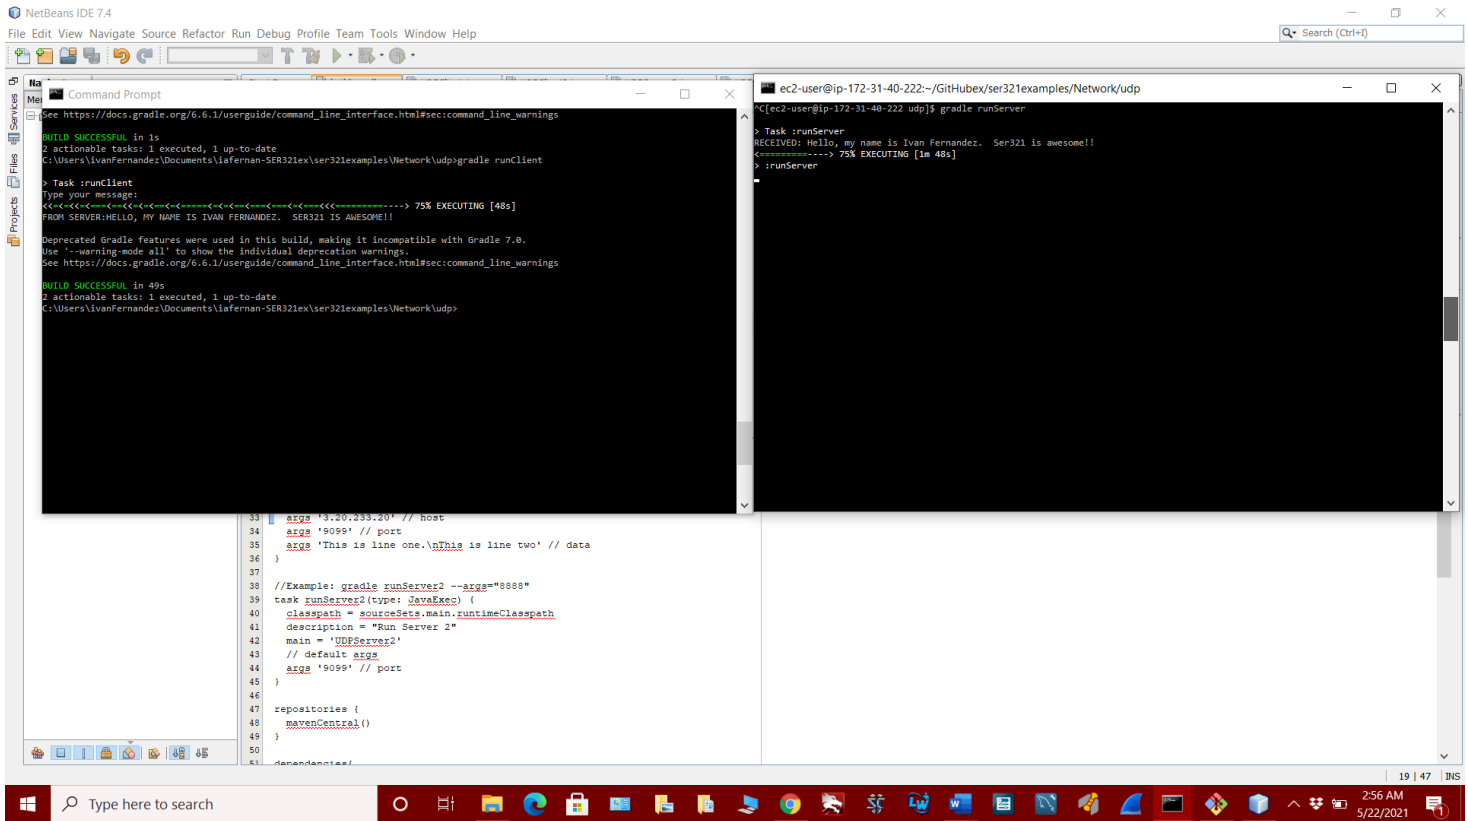 NetBeans IDE 7.4
File Edit View Navigate Source Refactor Run Debug Profile Team Tools Window Help
Search (Ctrl+I)
Services
Files
Projects
Command Prompt
See https://docs.gradle.org/6.6.1/userguide/command_line_interface.html#sec:command_line_warnings
BUILD SUCCESSFUL in 1s
2 actionable tasks: 1 executed, 1 up-to-date
C:\Users\ivanFernandez\Documents\iafernan-SER321ex\ser321examples\Network\udp>gradle runClient
> Task :runClient
Type your message:
75% EXECUTING [48s]
FROM SERVER:HELLO, MY NAME IS IVAN FERNANDEZ.  SER321 IS AWESOME!!
Deprecated Gradle features were used in this build, making it incompatible with Gradle 7.0.
Use '--warning-mode all' to show the individual deprecation warnings.
See https://docs.gradle.org/6.6.1/userguide/command_line_interface.html#sec:command_line_warnings
BUILD SUCCESSFUL in 49s
2 actionable tasks: 1 executed, 1 up-to-date
C:\Users\ivanFernandez\Documents\iafernan-SER321ex\ser321examples\Network\udp>
ec2-user@ip-172-31-40-222:~/GitHubex/ser321examples/Network/udp
^C[ec2-user@ip-172-31-40-222 udp]$ gradle runServer
> Task :runServer
RECEIVED: Hello, my name is Ivan Fernandez.  Ser321 is awesome!!
<=========----> 75% EXECUTING [1m 48s]
> :runServer
33 args '3.20.233.20' // host
34 args '9099' // port
35 args 'This is line one.\nThis is line two' // data
36 }
37
38 //Example: gradle runServer2 --args="8888"
39 task runServer2(type: JavaExec) {
40 classpath = sourceSets.main.runtimeClasspath
41 description = "Run Server 2"
42 main = 'UDPServer2'
43 // default args
44 args '9099' // port
45 }
46
47 repositories {
48 mavenCentral()
49 }
50
51 dependencies{
19 | 47 INS
Type here to search
2:56 AM
5/22/2021